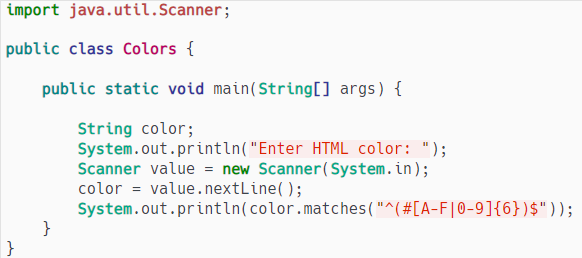 import java.util.Scanner;
public class Colors {
public static void main(String[] args) {
String color;
System.out.println("Enter HTML color: ");
Scanner value = new Scanner(System.in);
color = value.nextLine();
System.out.println(color.matches("^(#[A-F|0-9]{6})$"));
}
}